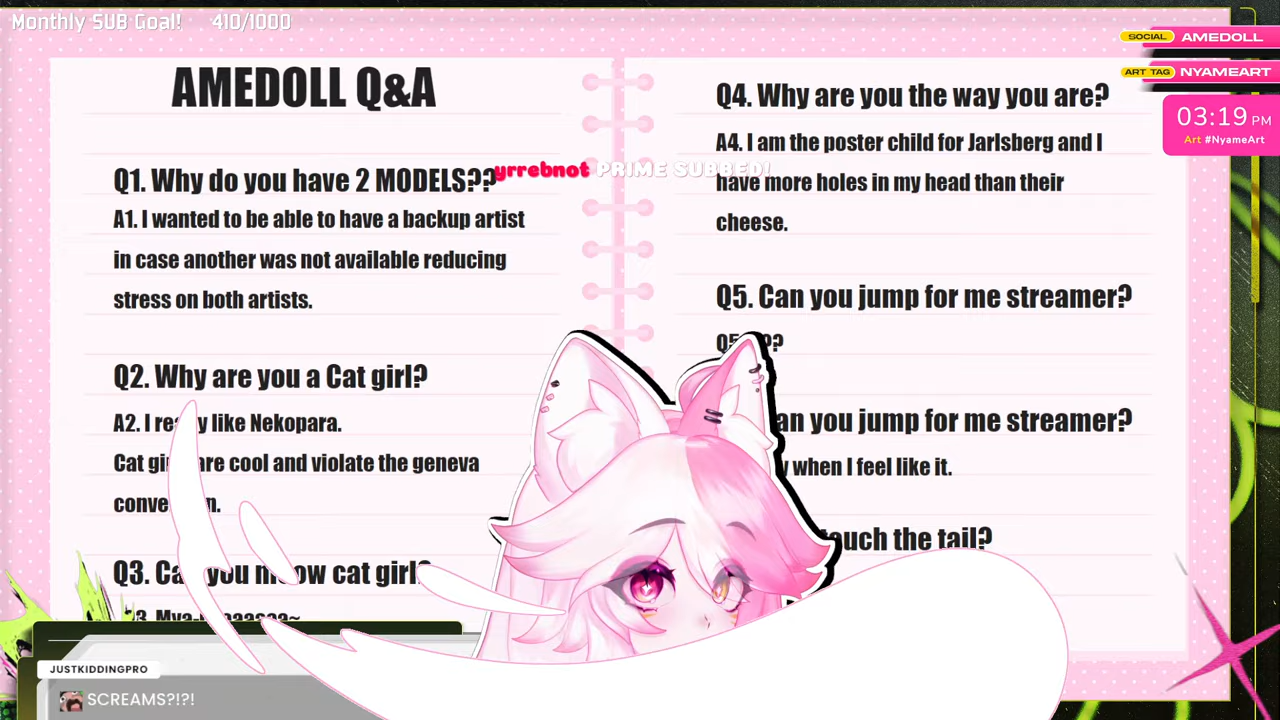 Monthly SUB Goal! 410/1000
SOCIAL AMEDOLL
ART TAG NYAMEART
03:19 PM
Art #NyameArt
AMEDOLL Q&A
Q1. Why do you have 2 MODELS??
A1. I wanted to be able to have a backup artist
in case another was not available reducing
stress on both artists.
Q2. Why are you a Cat girl?
A2. I really like Nekopara.
Cat are cool and violate the geneva
Q3. you cat girl?
yrrebnot PRIME SUBBED!
Q4. Why are you the way you are?
A4. I am the poster child for Jarlsberg and I
have more holes in my head than their
cheese.
Q5. Can you jump for me streamer?
you jump for me streamer?
when I feel like it.
touch the tail?
JUSTKIDDINGPRO
SCREAMS?!?!